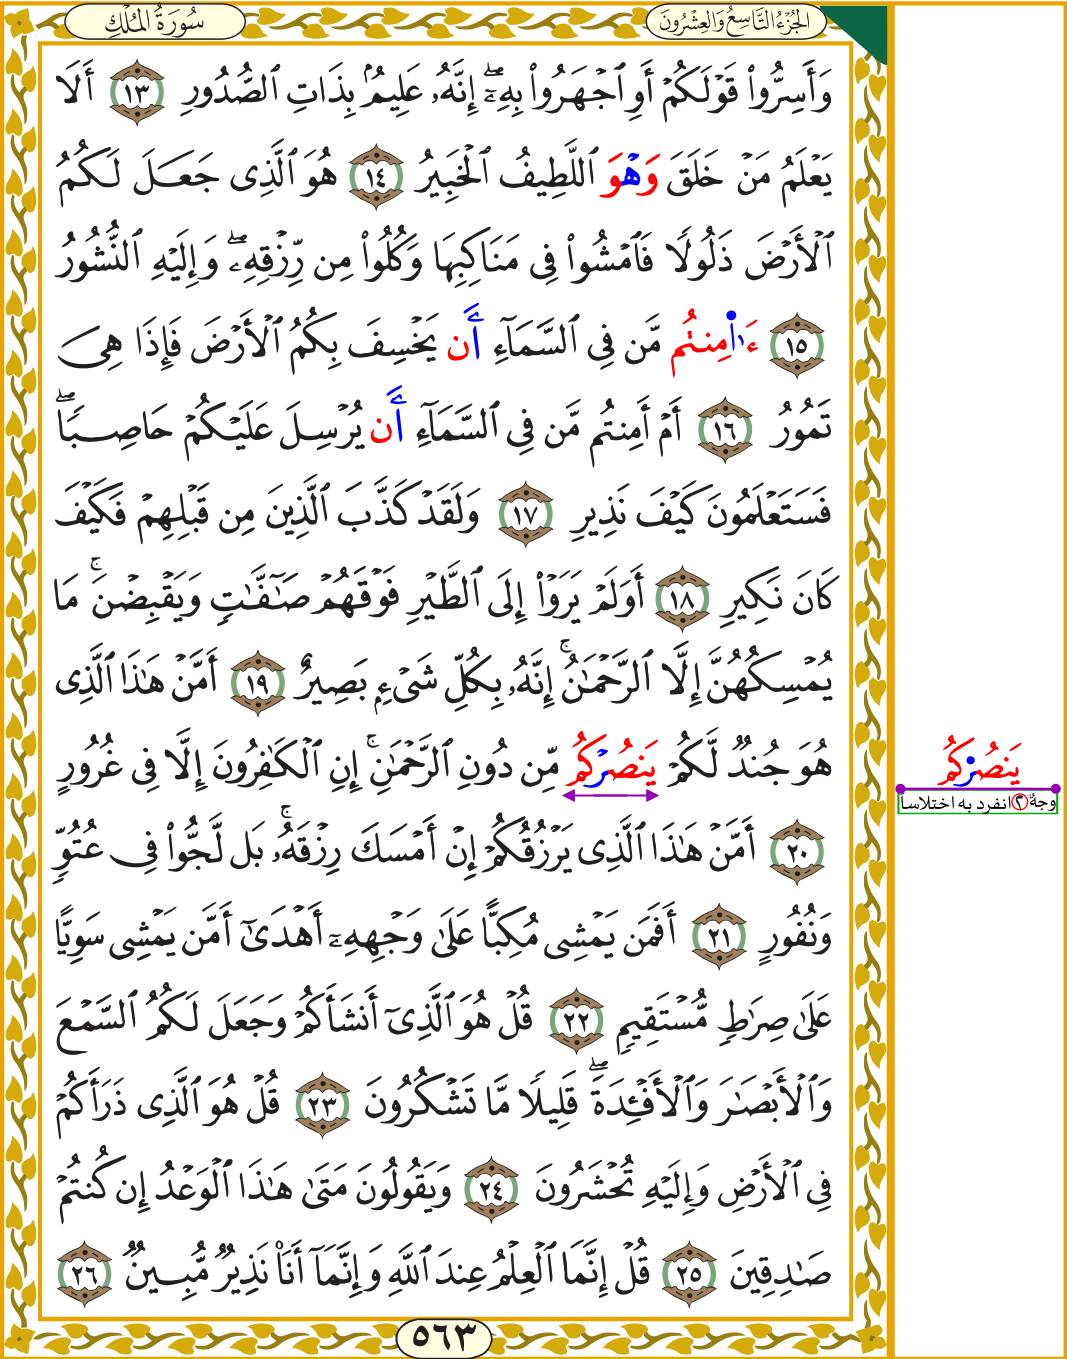 سُورَةُ الْمُلْكِ
الجُزْءُ التَّاسِعُ وَالعِشْرُونَ
وَأَسِرُّواْ قَوْلَكُمْ أَوِ ٱجْهَرُواْ بِهِۦٓۖ إِنَّهُۥ عَلِيمُۢ بِذَاتِ ٱلصُّدُورِ ١٣ أَلَا
يَعْلَمُ مَنْ خَلَقَ وَهْوَ ٱللَّطِيفُ ٱلْخَبِيرُ ١٤ هُوَ ٱلَّذِى جَعَلَ لَكُمُ
ٱلْأَرْضَ ذَلُولًا فَٱمْشُواْ فِى مَنَاكِبِهَا وَكُلُواْ مِن رِّزْقِهِۦۖ وَإِلَيْهِ ٱلنُّشُورُ
١٥ ءَا۬مِنتُم مَّن فِى ٱلسَّمَآءِ أَن يَخْسِفَ بِكُمُ ٱلْأَرْضَ فَإِذَا هِىَ
تَمُورُ ١٦ أَمْ أَمِنتُم مَّن فِى ٱلسَّمَآءِ أَن يُرْسِلَ عَلَيْكُمْ حَاصِبًاۖ
فَسَتَعْلَمُونَ كَيْفَ نَذِيرِ ١٧ وَلَقَدْ كَذَّبَ ٱلَّذِينَ مِن قَبْلِهِمْ فَكَيْفَ
كَانَ نَكِيرِ ١٨ أَوَلَمْ يَرَوْاْ إِلَى ٱلطَّيْرِ فَوْقَهُمْ صَٰٓفَّٰتٍ وَيَقْبِضْنَۚ مَا
يُمْسِكُهُنَّ إِلَّا ٱلرَّحْمَٰنُۚ إِنَّهُۥ بِكُلِّ شَىْءِۭ بَصِيرٌ ١٩ أَمَّنْ هَٰذَا ٱلَّذِى
هُوَ جُندٌ لَّكُمْ يَنصُرْكُم مِّن دُونِ ٱلرَّحْمَٰنِۚ إِنِ ٱلْكَٰفِرُونَ إِلَّا فِى غُرُورٍ
٢٠ أَمَّنْ هَٰذَا ٱلَّذِى يَرْزُقُكُمْ إِنْ أَمْسَكَ رِزْقَهُۥۚ بَل لَّجُّواْ فِى عُتُوٍّ
وَنُفُورٍ ٢١ أَفَمَن يَمْشِى مُكِبًّا عَلَىٰ وَجْهِهِۦٓ أَهْدَىٰٓ أَمَّن يَمْشِى سَوِيًّا
عَلَىٰ صِرَٰطٍ مُّسْتَقِيمٍ ٢٢ قُلْ هُوَ ٱلَّذِىٓ أَنشَأَكُمْ وَجَعَلَ لَكُمُ ٱلسَّمْعَ
وَٱلْأَبْصَٰرَ وَٱلْأَفْـِٔدَةَۖ قَلِيلًا مَّا تَشْكُرُونَ ٢٣ قُلْ هُوَ ٱلَّذِى ذَرَأَكُمْ
فِى ٱلْأَرْضِ وَإِلَيْهِ تُحْشَرُونَ ٢٤ وَيَقُولُونَ مَتَىٰ هَٰذَا ٱلْوَعْدُ إِن كُنتُمْ
صَٰدِقِينَ ٢٥ قُلْ إِنَّمَا ٱلْعِلْمُ عِندَ ٱللَّهِ وَإِنَّمَآ أَنَا۠ نَذِيرٌ مُّبِينٌ ٢٦
يَنصُرْكُمُ
وجهٌ ٢ انفرد به اختلاسا
٥٦٣